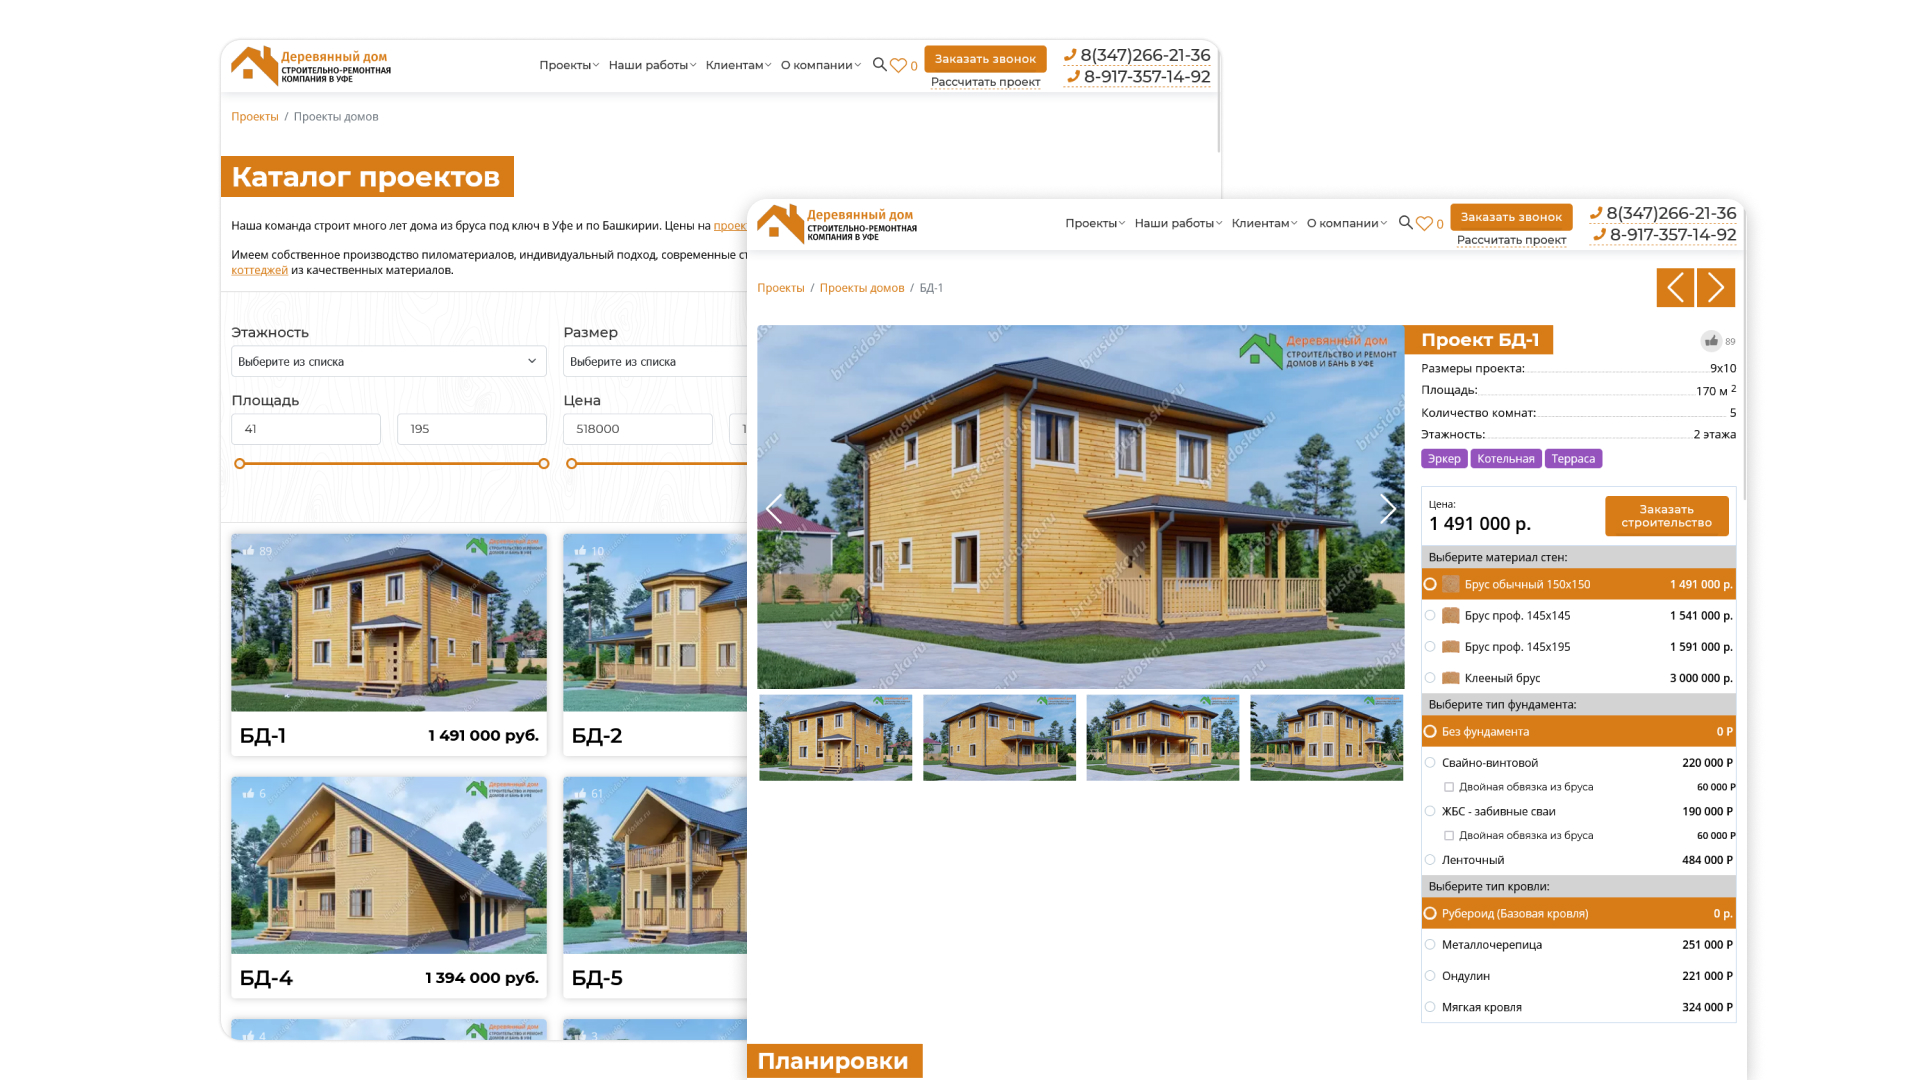 Деревянный дом
СТРОИТЕЛЬНО-РЕМОНТНАЯ
КОМПАНИЯ В УФЕ
Проекты Наши работы Клиентам О компании 0
Заказать звонок
Рассчитать проект
8(347)266-21-36
8-917-357-14-92
Проекты / Проекты домов
Каталог проектов
Наша команда строит много лет дома из бруса под ключ в Уфе и по Башкирии. Цены на
Имеем собственное производство пиломатериалов, индивидуальный подход, современные
коттеджей из качественных материалов.
Этажность
Выберите из списка
Размер
Выберите из списка
Площадь
41
195
Цена
518000
1
89
БД-1
1 491 000 руб.
10
БД-2
6
БД-4
1 394 000 руб.
61
БД-5
4
3
Деревянный дом
СТРОИТЕЛЬНО-РЕМОНТНАЯ
КОМПАНИЯ В УФЕ
Проекты Наши работы Клиентам О компании 0
Заказать звонок
Рассчитать проект
8(347)266-21-36
8-917-357-14-92
Проекты / Проекты домов / БД-1
Деревянный дом
СТРОИТЕЛЬСТВО И РЕМОНТ
ДОМОВ И БАНЬ В УФЕ
brusidoska.ru
Проект БД-1
89
Размеры проекта: 9x10
Площадь: 170 м 2
Количество комнат: 5
Этажность: 2 этажа
Эркер Котельная Терраса
Цена:
1 491 000 р.
Заказать
строительство
Выберите материал стен:
Брус обычный 150х150 1 491 000 р.
Брус проф. 145х145 1 541 000 р.
Брус проф. 145х195 1 591 000 р.
Клееный брус 3 000 000 р.
Выберите тип фундамента:
Без фундамента 0 Р
Свайно-винтовой 220 000 Р
Двойная обвязка из бруса 60 000 Р
ЖБС - забивные сваи 190 000 Р
Двойная обвязка из бруса 60 000 Р
Ленточный 484 000 Р
Выберите тип кровли:
Рубероид (Базовая кровля) 0 р.
Металлочерепица 251 000 Р
Ондулин 221 000 Р
Мягкая кровля 324 000 Р
Планировки